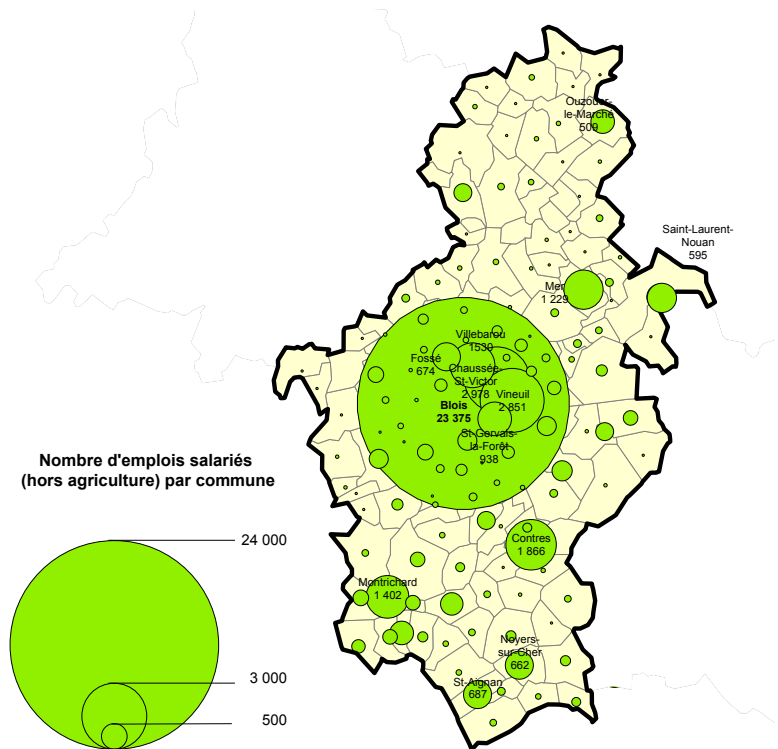 Ouzouer-
le-Marché
509
Saint-Laurent-
Nouan
595
Mer
1 229
Villebarou
1539
Fossé
674
Chaussée-
St-Victor
2 978
Vineuil
2 851
Blois
23 375
St-Gervais-
la-Forêt
938
Nombre d'emplois salariés
(hors agriculture) par commune
24 000
3 000
500
Contres
1 866
Montrichard
1 402
Noyers-
sur-Cher
662
St-Aignan
687